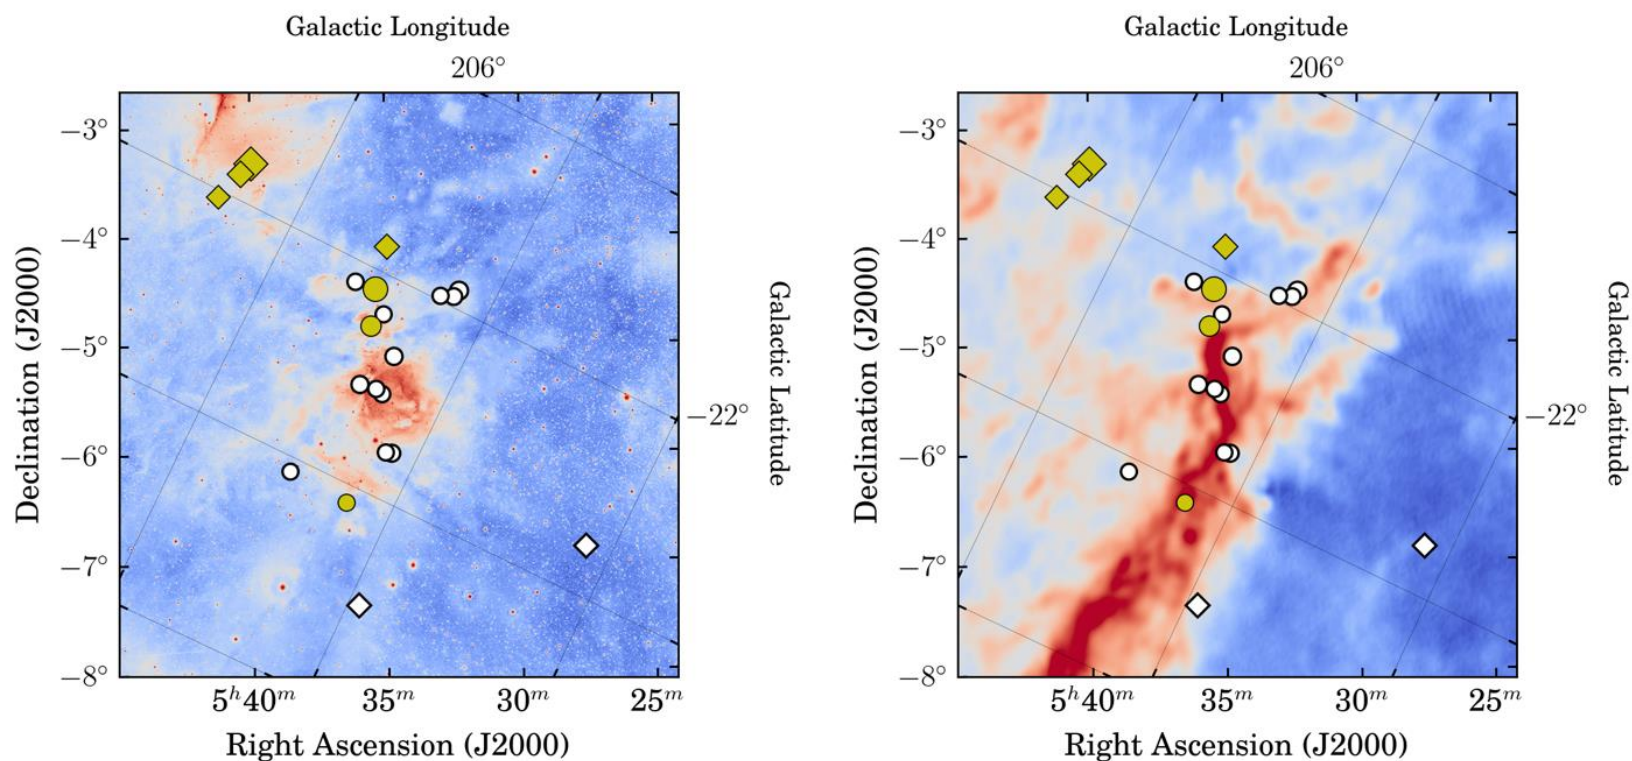 Galactic Longitude
206°
−3°
−4°
−5°
−6°
−7°
−8°
Declination (J2000)
5ʰ40ᵐ 35ᵐ 30ᵐ 25ᵐ
Right Ascension (J2000)
−22°
Galactic Latitude
Galactic Longitude
206°
−3°
−4°
−5°
−6°
−7°
−8°
Declination (J2000)
5ʰ40ᵐ 35ᵐ 30ᵐ 25ᵐ
Right Ascension (J2000)
−22°
Galactic Latitude